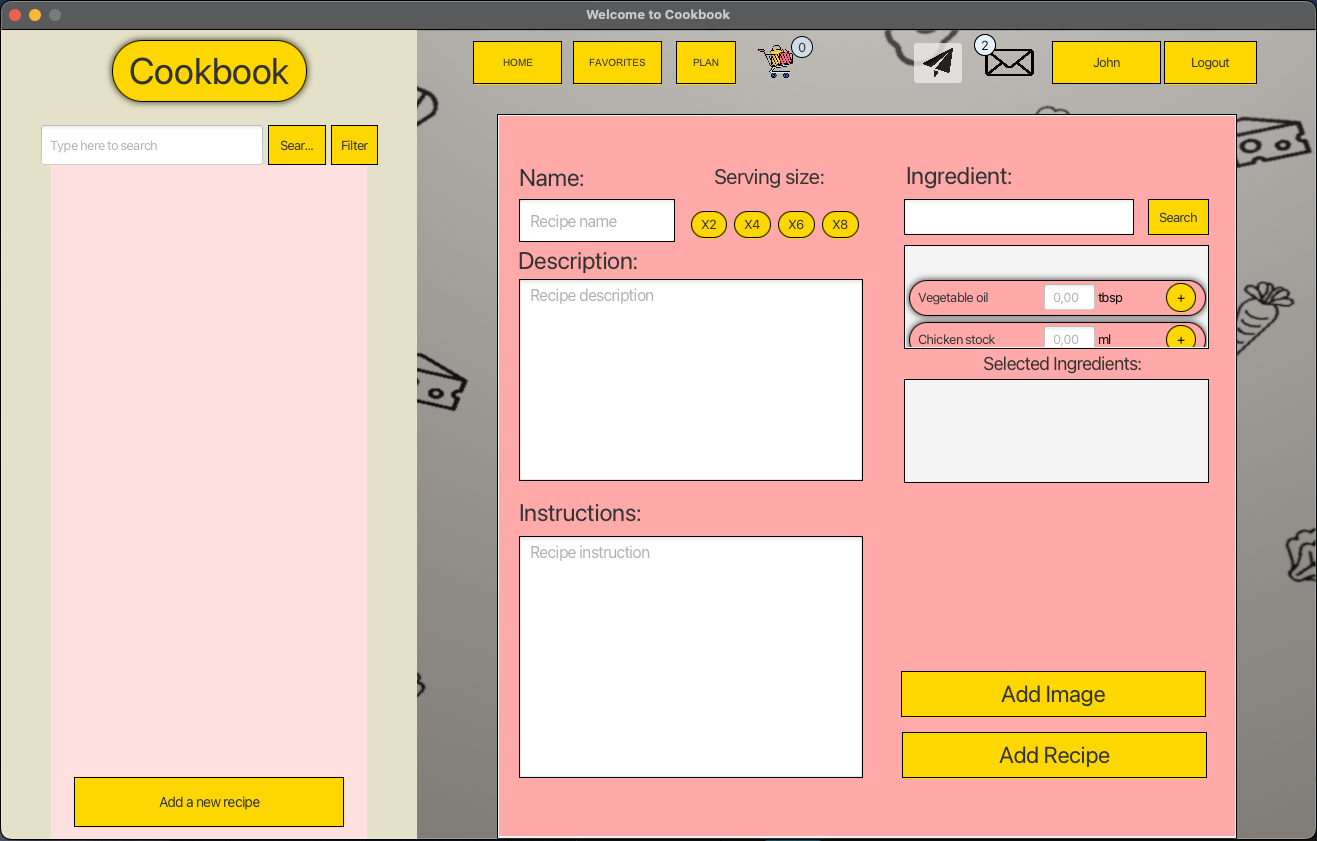 Welcome to Cookbook
Cookbook
HOME
FAVORITES
PLAN
0
2
John
Logout
Type here to search
Sear...
Filter
Add a new recipe
Name:
Recipe name
Serving size:
X2
X4
X6
X8
Description:
Recipe description
Instructions:
Recipe instruction
Ingredient:
Search
Vegetable oil 0,00 tbsp +
Chicken stock 0,00 ml +
Selected Ingredients:
Add Image
Add Recipe